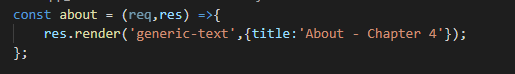 const about = (req,res) =>{
    res.render('generic-text',{title:'About - Chapter 4'});
};